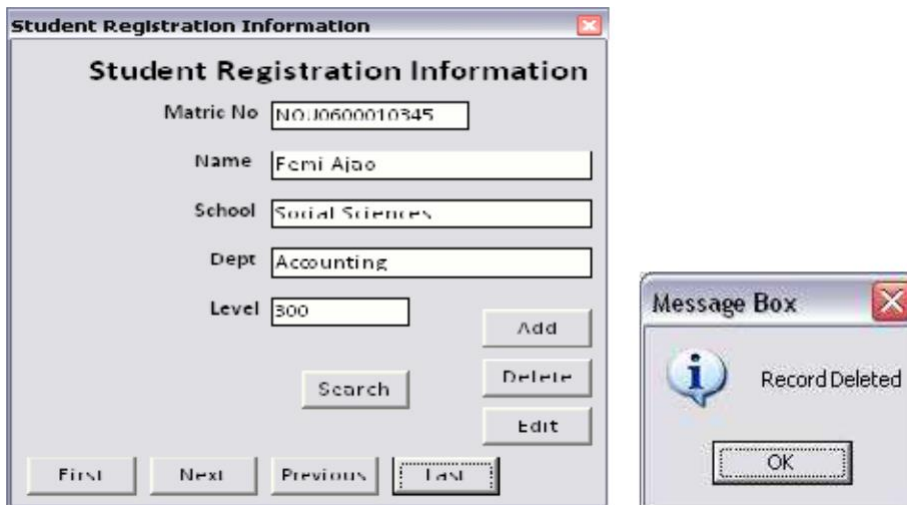 Student Registration Information
Student Registration Information
Matric No NOU0600010345
Name Femi Ajao
School Social Sciences
Dept Accounting
Level 300
Add
Search
Delete
Edit
First Next Previous Last
Message Box
Record Deleted
OK